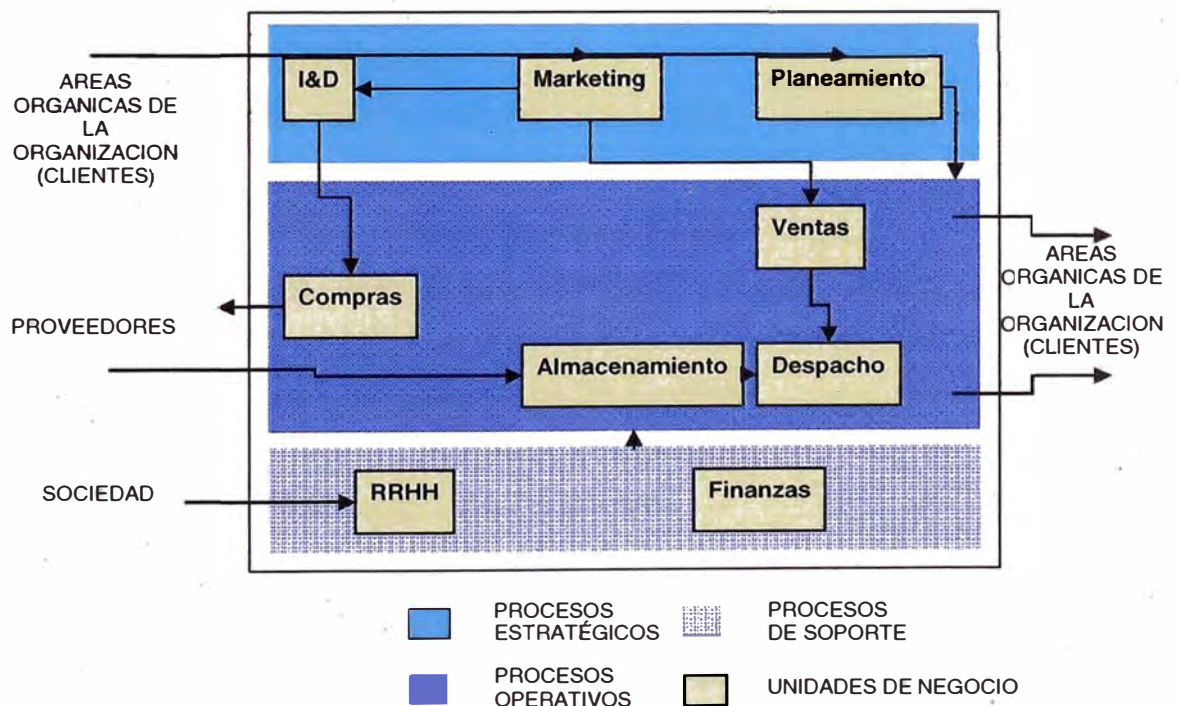 AREAS
ORGANICAS DE
LA
ORGANIZACION
(CLIENTES)
I&D
Marketing
Planeamiento
Ventas
Compras
Almacenamiento
Despacho
PROVEEDORES
AREAS
ORGANICAS DE
LA
ORGANIZACION
(CLIENTES)
SOCIEDAD
RRHH
Finanzas
PROCESOS
ESTRATÉGICOS
PROCESOS
DE SOPORTE
PROCESOS
OPERATIVOS
UNIDADES DE NEGOCIO